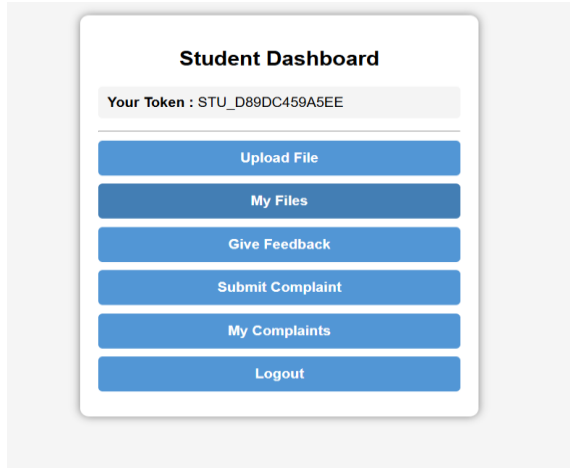 Student Dashboard
Your Token : STU_D89DC459A5EE
Upload File
My Files
Give Feedback
Submit Complaint
My Complaints
Logout